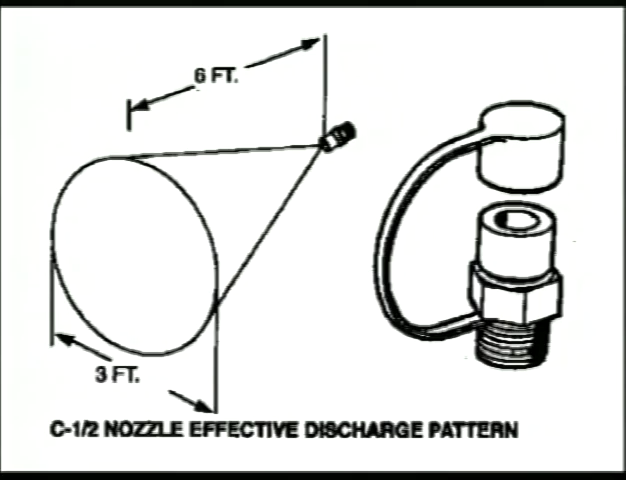 6 FT.
3 FT.
C-1/2 NOZZLE EFFECTIVE DISCHARGE PATTERN